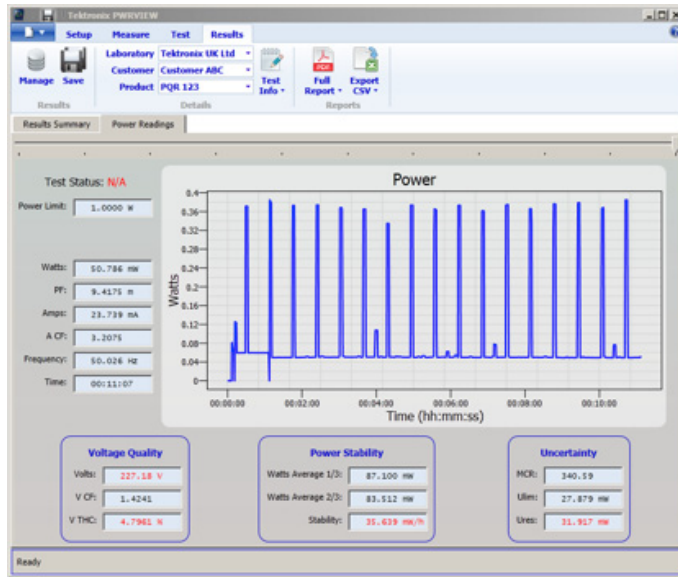 Tektronix PWRVIEW
Setup Measure Test Results
Manage Save
Laboratory Tektronix UK Ltd
Customer Customer ABC
Product PQR 123
Test Info
Full Report
Export CSV
Results Details Reports
Results Summary Power Readings
Test Status: N/A
Power Limit: 1.0000 W
Watts: 50.786 mW
PF: 9.4175 m
Amps: 23.739 mA
A CF: 3.2075
Frequency: 50.026 Hz
Time: 00:11:07
Power
Watts
0.4
0.36
0.32
0.28
0.24
0.2
0.16
0.12
0.08
0.04
0
00:00:00 00:02:00 00:04:00 00:06:00 00:08:00 00:10:00
Time (hh:mm:ss)
Voltage Quality
Volts: 227.18 V
V CF: 1.4241
V THC: 4.7961 %
Power Stability
Watts Average 1/3: 87.100 mW
Watts Average 2/3: 83.512 mW
Stability: 35.639 mW/h
Uncertainty
MCR: 340.59
Ulim: 27.879 mW
Ures: 31.917 mW
Ready